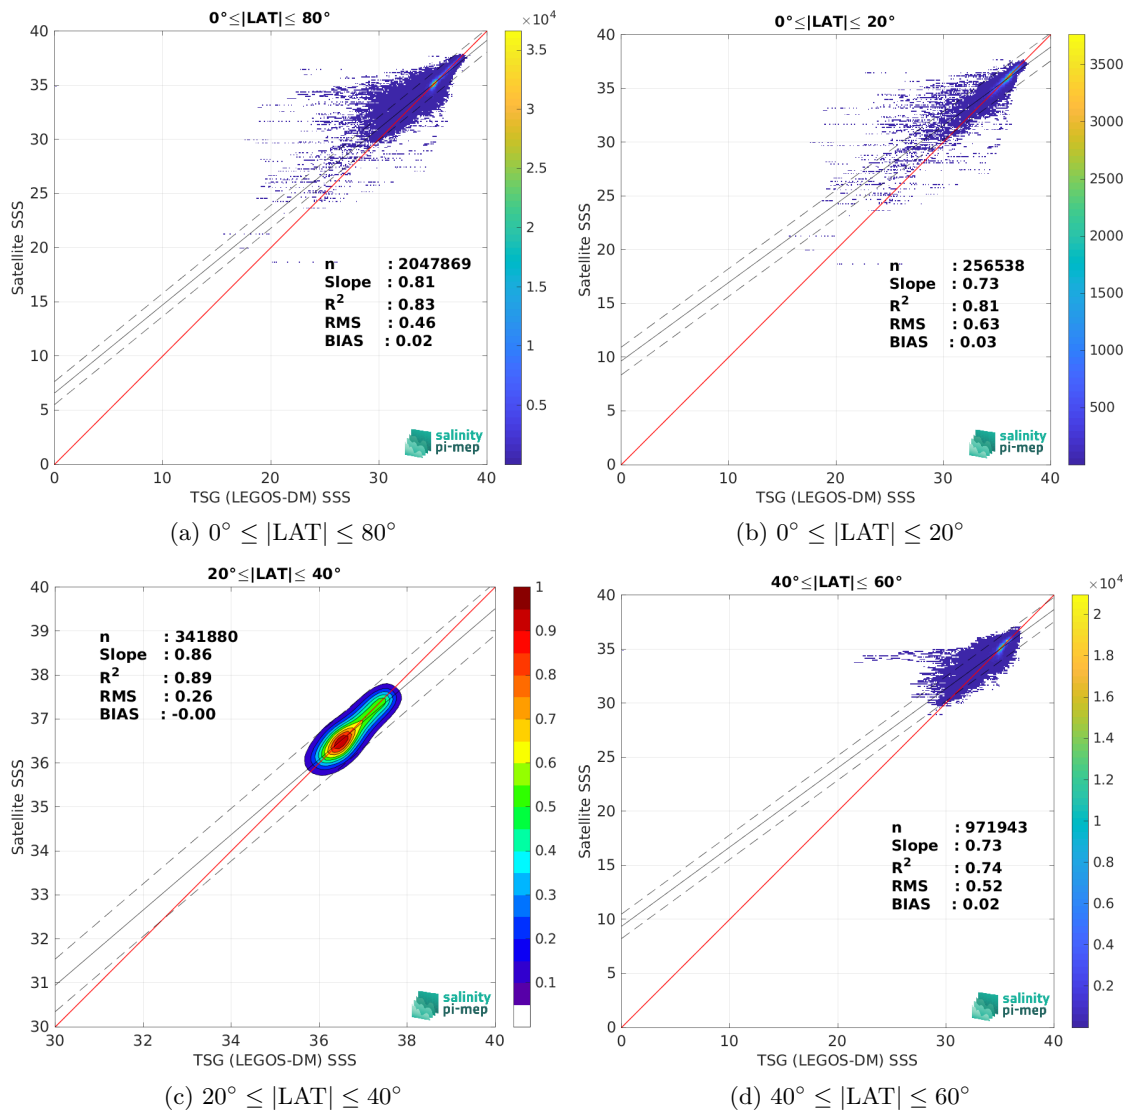 0°≤|LAT|≤ 80°
×10⁴
40
35
30
25
20
15
10
5
0
Satellite SSS
n : 2047869
Slope : 0.81
R² : 0.83
RMS : 0.46
BIAS : 0.02
salinity
pi-mep
0 10 20 30 40
TSG (LEGOS-DM) SSS
3.5
3
2.5
2
1.5
1
0.5
(a) 0° ≤ |LAT| ≤ 80°
0°≤|LAT|≤ 20°
40
35
30
25
20
15
10
5
0
Satellite SSS
n : 256538
Slope : 0.73
R² : 0.81
RMS : 0.63
BIAS : 0.03
salinity
pi-mep
0 10 20 30 40
TSG (LEGOS-DM) SSS
3500
3000
2500
2000
1500
1000
500
(b) 0° ≤ |LAT| ≤ 20°
20°≤|LAT|≤ 40°
40
39
38
37
36
35
34
33
32
31
30
Satellite SSS
n : 341880
Slope : 0.86
R² : 0.89
RMS : 0.26
BIAS : -0.00
salinity
pi-mep
30 32 34 36 38 40
TSG (LEGOS-DM) SSS
1
0.9
0.8
0.7
0.6
0.5
0.4
0.3
0.2
0.1
(c) 20° ≤ |LAT| ≤ 40°
40°≤|LAT|≤ 60°
×10⁴
40
35
30
25
20
15
10
5
0
Satellite SSS
n : 971943
Slope : 0.73
R² : 0.74
RMS : 0.52
BIAS : 0.02
salinity
pi-mep
0 10 20 30 40
TSG (LEGOS-DM) SSS
2
1.8
1.6
1.4
1.2
1
0.8
0.6
0.4
0.2
(d) 40° ≤ |LAT| ≤ 60°